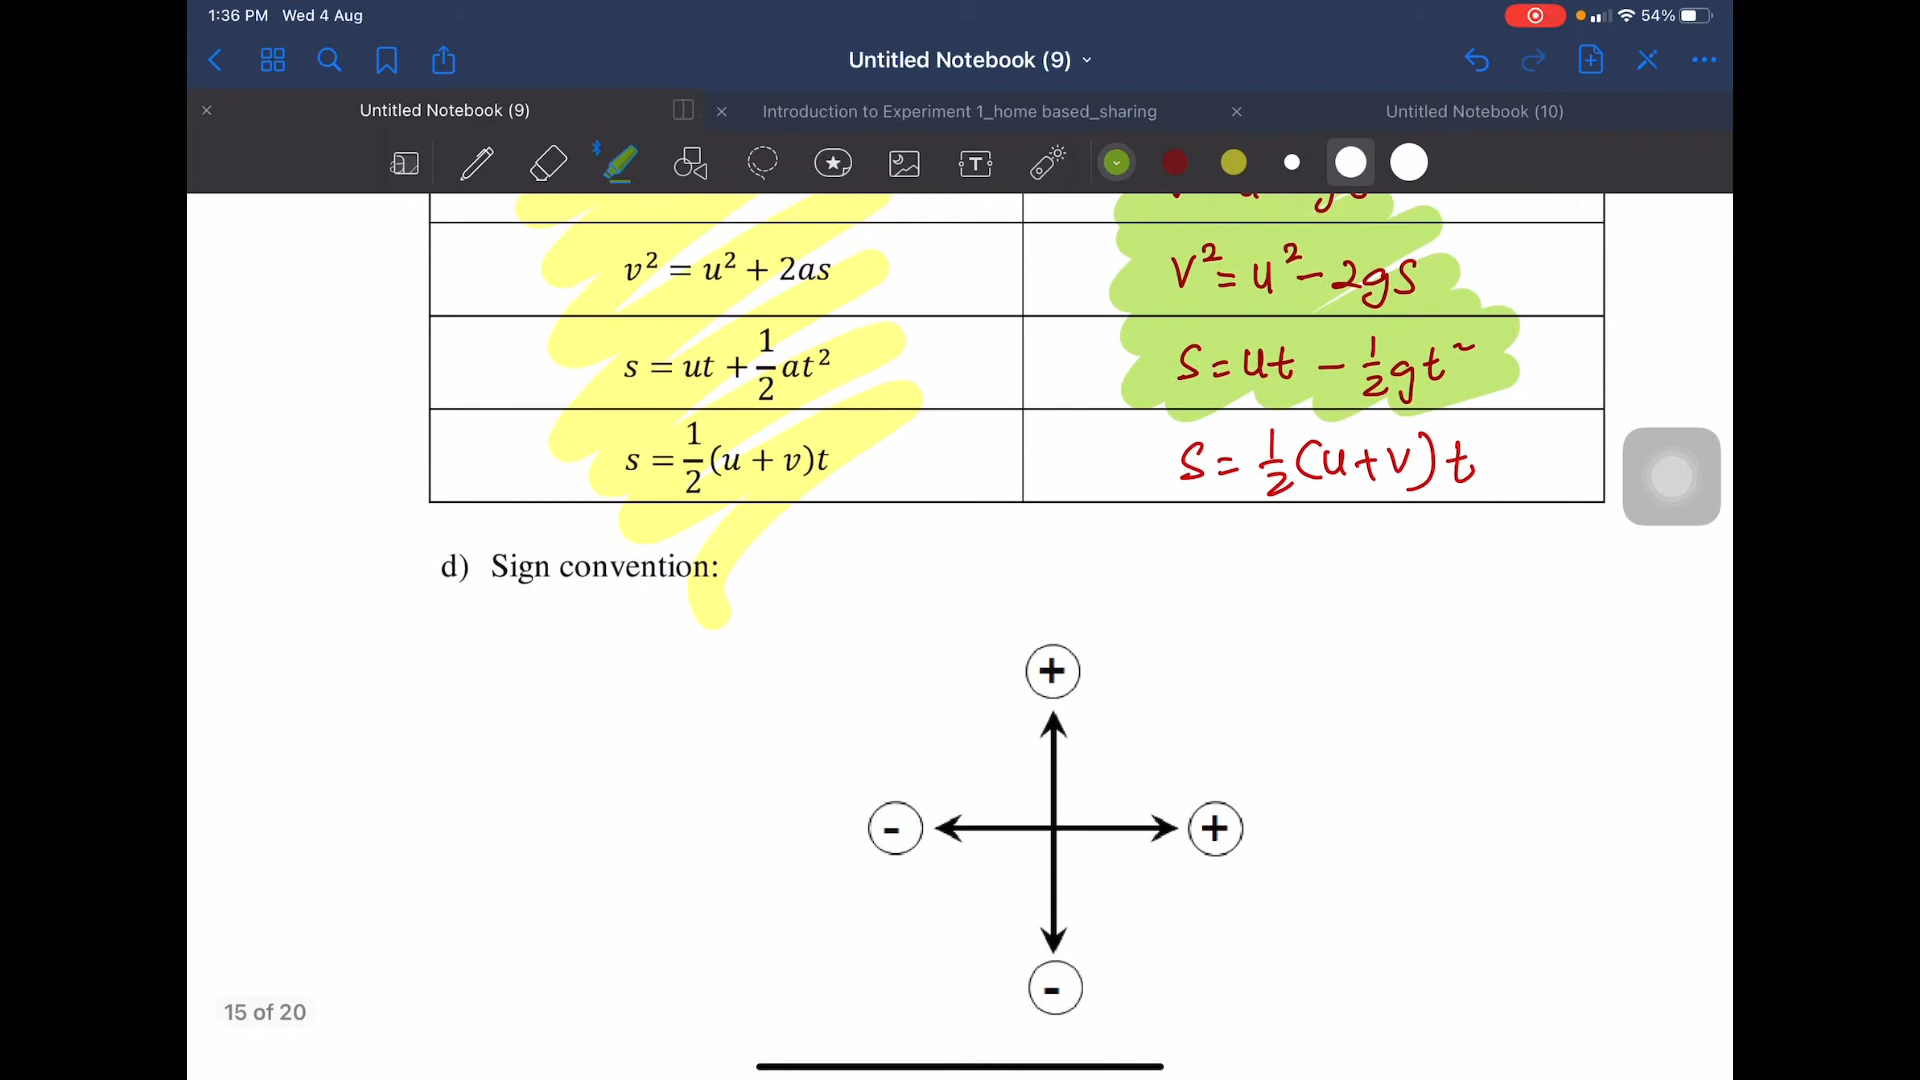 1:36 PM Wed 4 Aug 54%
Untitled Notebook (9)
Untitled Notebook (9) Introduction to Experiment 1_home based_sharing Untitled Notebook (10)
v² = u² + 2as
V² = u² − 2gS
s = ut + 1/2 at²
S = ut − 1/2 gt²
s = 1/2 (u + v)t
S = 1/2 (u+v) t
d) Sign convention:
+
- +
-
15 of 20